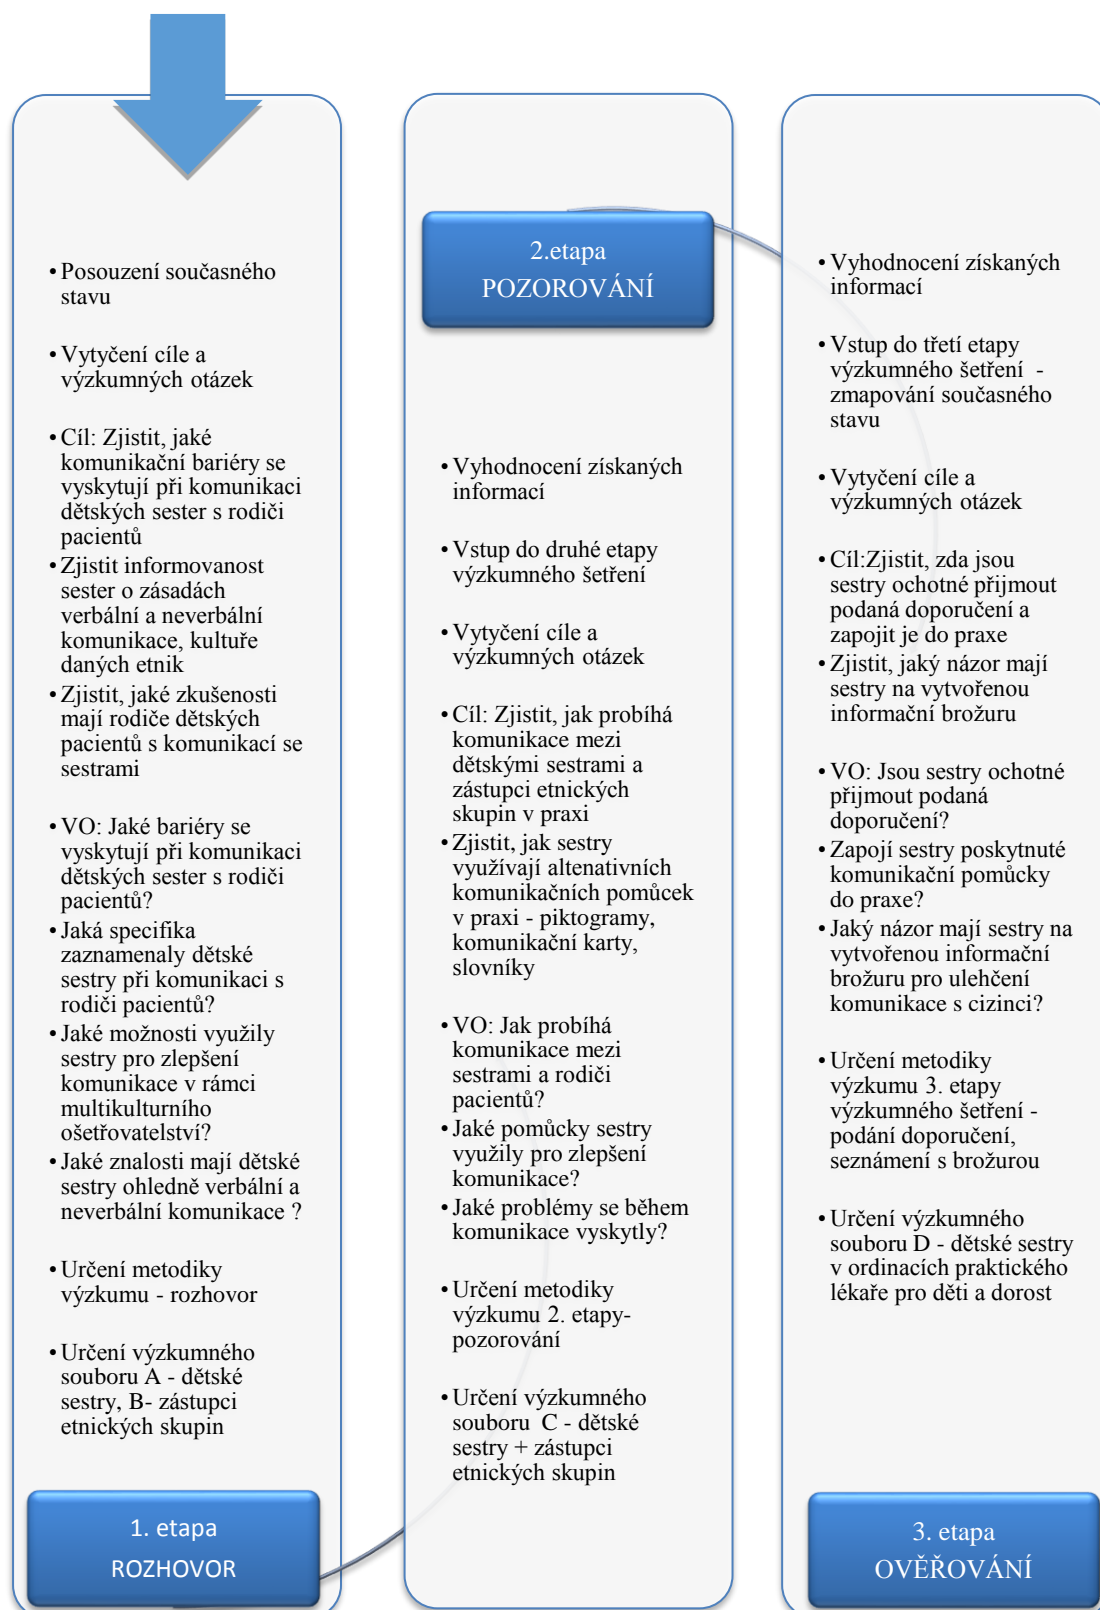 • Posouzení současného
stavu
• Vytyčení cíle a
výzkumných otázek
• Cíl: Zjistit, jaké
komunikační bariéry se
vyskytují při komunikaci
dětských sester s rodiči
pacientů
• Zjistit informovanost
sester o zásadách
verbální a neverbální
komunikace, kultuře
daných etnik
• Zjistit, jaké zkušenosti
mají rodiče dětských
pacientů s komunikací se
sestrami
• VO: Jaké bariéry se
vyskytují při komunikaci
dětských sester s rodiči
pacientů?
• Jaká specifika
zaznamenaly dětské
sestry při komunikaci s
rodiči pacientů?
• Jaké možnosti využily
sestry pro zlepšení
komunikace v rámci
multikulturního
ošetřovatelství?
• Jaké znalosti mají dětské
sestry ohledně verbální a
neverbální komunikace ?
• Určení metodiky
výzkumu - rozhovor
• Určení výzkumného
souboru A - dětské
sestry, B- zástupci
etnických skupin
1. etapa
ROZHOVOR
2.etapa
POZOROVÁNÍ
• Vyhodnocení získaných
informací
• Vstup do druhé etapy
výzkumného šetření
• Vytyčení cíle a
výzkumných otázek
• Cíl: Zjistit, jak probíhá
komunikace mezi
dětskými sestrami a
zástupci etnických
skupin v praxi
• Zjistit, jak sestry
využívají altenativních
komunikačních pomůcek
v praxi - piktogramy,
komunikační karty,
slovníky
• VO: Jak probíhá
komunikace mezi
sestrami a rodiči
pacientů?
• Jaké pomůcky sestry
využily pro zlepšení
komunikace?
• Jaké problémy se během
komunikace vyskytly?
• Určení metodiky
výzkumu 2. etapy-
pozorování
• Určení výzkumného
souboru C - dětské
sestry + zástupci
etnických skupin
• Vyhodnocení získaných
informací
• Vstup do třetí etapy
výzkumného šetření -
zmapování současného
stavu
• Vytyčení cíle a
výzkumných otázek
• Cíl:Zjistit, zda jsou
sestry ochotné přijmout
podaná doporučení a
zapojit je do praxe
• Zjistit, jaký názor mají
sestry na vytvořenou
informační brožuru
• VO: Jsou sestry ochotné
přijmout podaná
doporučení?
• Zapojí sestry poskytnuté
komunikační pomůcky
do praxe?
• Jaký názor mají sestry na
vytvořenou informační
brožuru pro ulehčení
komunikace s cizinci?
• Určení metodiky
výzkumu 3. etapy
výzkumného šetření -
podání doporučení,
seznámení s brožurou
• Určení výzkumného
souboru D - dětské sestry
v ordinacích praktického
lékaře pro děti a dorost
3. etapa
OVĚŘOVÁNÍ